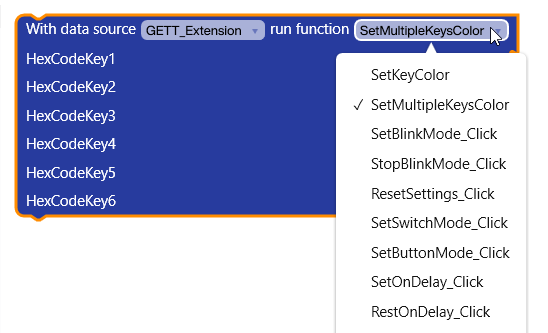 With data source GETT_Extension run function SetMultipleKeysColor
HexCodeKey1
HexCodeKey2
HexCodeKey3
HexCodeKey4
HexCodeKey5
HexCodeKey6
SetKeyColor
✓ SetMultipleKeysColor
SetBlinkMode_Click
StopBlinkMode_Click
ResetSettings_Click
SetSwitchMode_Click
SetButtonMode_Click
SetOnDelay_Click
RestOnDelay_Click